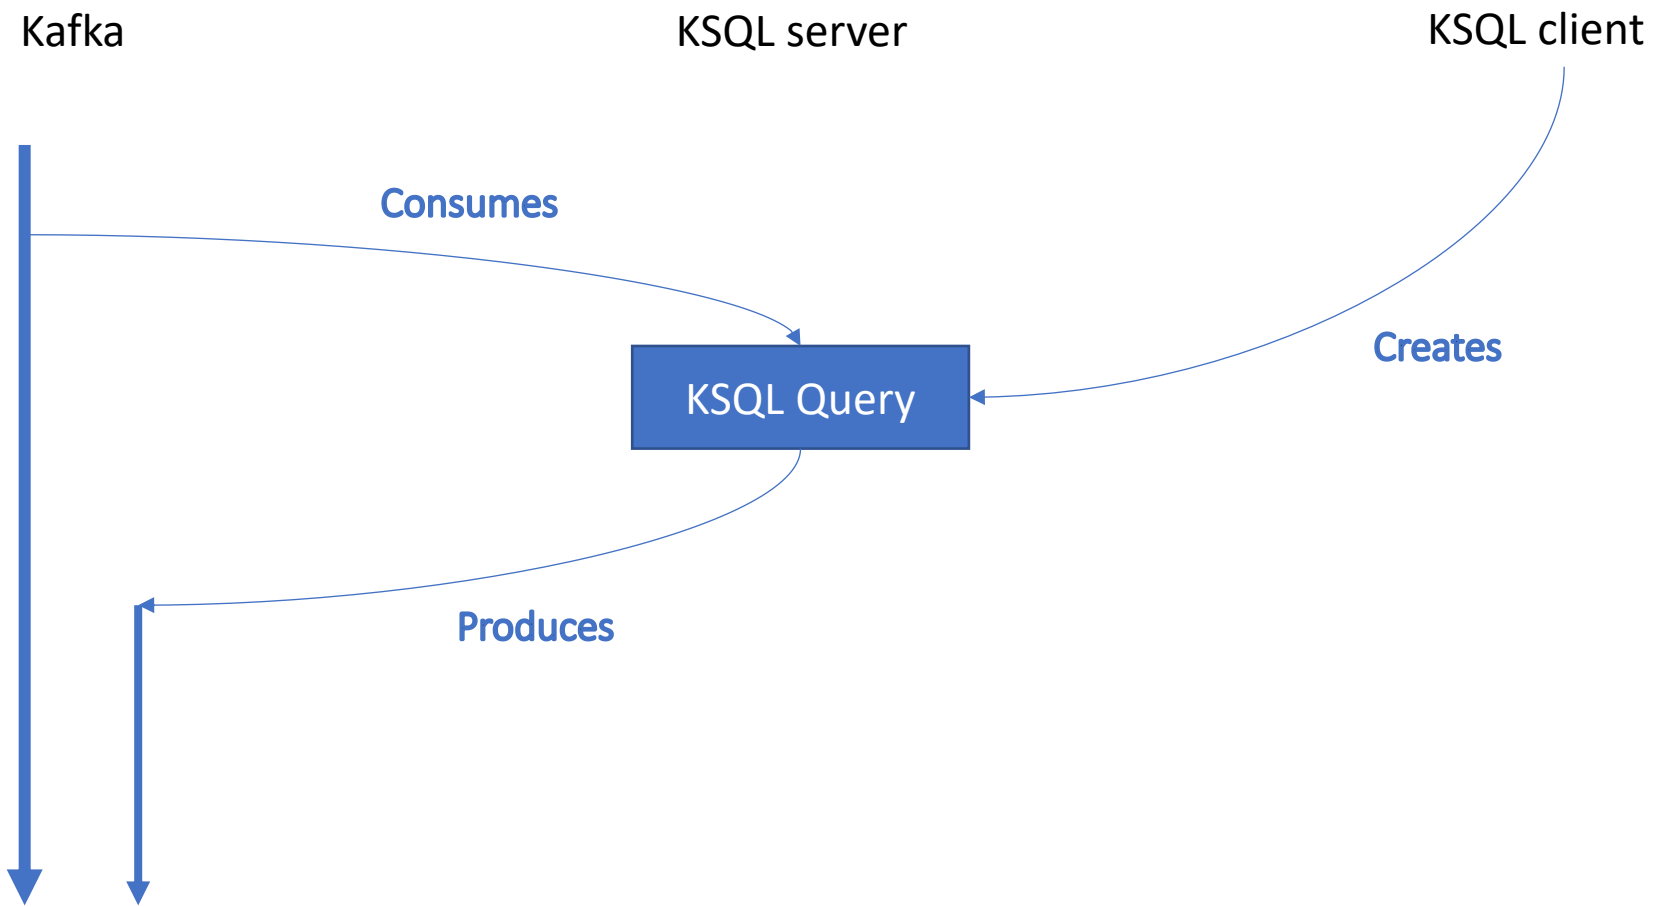 Kafka
KSQL server
KSQL client
Consumes
Creates
KSQL Query
Produces